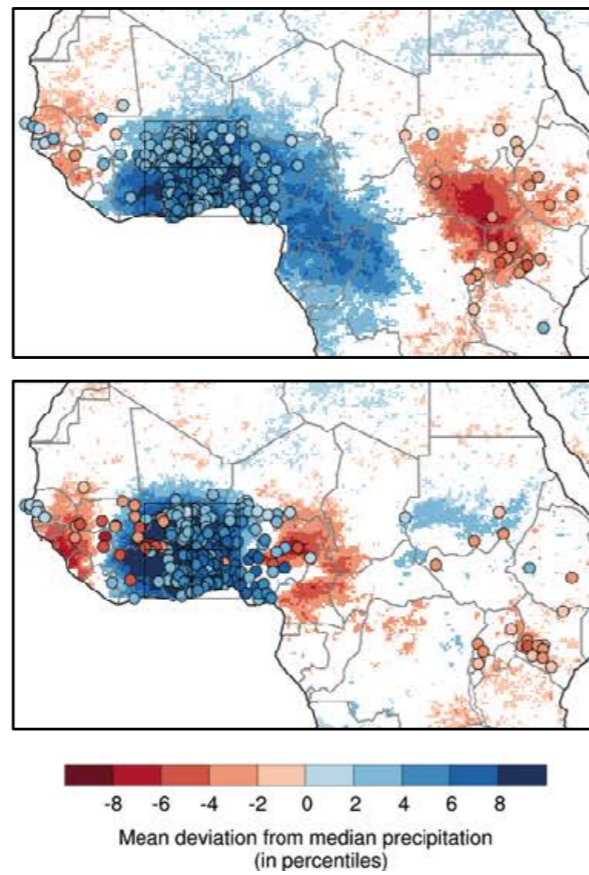 -8 -6 -4 -2 0 2 4 6 8
Mean deviation from median precipitation
(in percentiles)